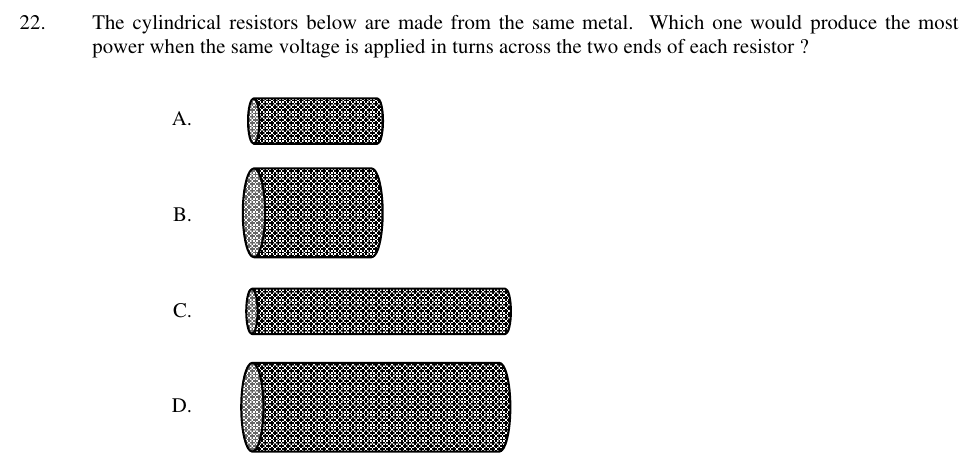 22. The cylindrical resistors below are made from the same metal. Which one would produce the most
power when the same voltage is applied in turns across the two ends of each resistor ?
A.
B.
C.
D.